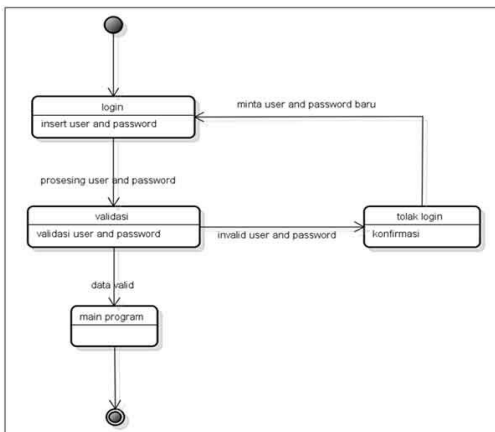 login
insert user and password
minta user and password baru
prosesing user and password
validasi
validasi user and password
invalid user and password
tolak login
konfirmasi
data valid
main program